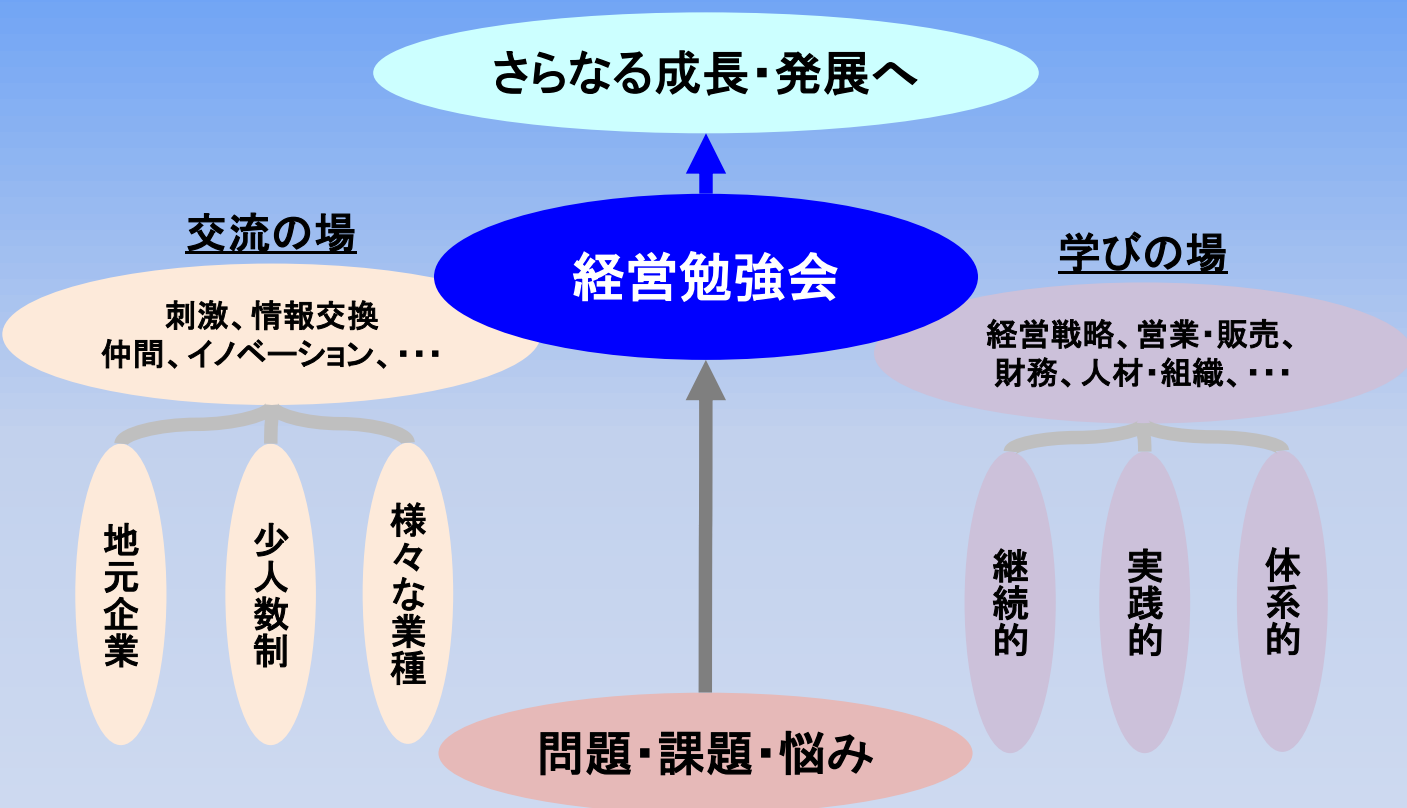 さらなる成長・発展へ
経営勉強会
交流の場
刺激、情報交換
仲間、イノベーション、・・・
地元企業
少人数制
様々な業種
学びの場
経営戦略、営業・販売、
財務、人材・組織、・・・
継続的
実践的
体系的
問題・課題・悩み